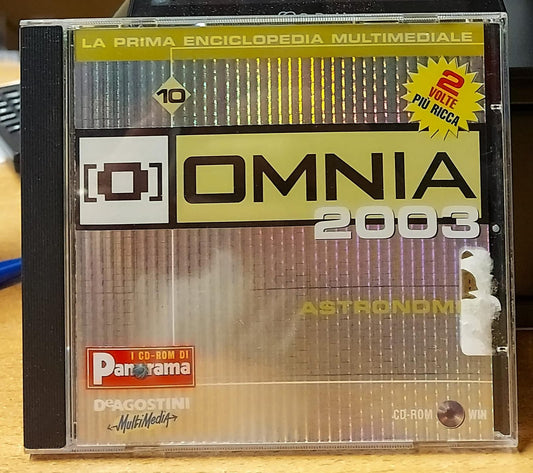 LA PRIMA ENCICLOPEDIA MULTIMEDIALE
10
2
VOLTE
PIÙ RICCA
[O] OMNIA
2003
ASTRONOM
I CD-ROM DI
Panorama
DEAGOSTINI
MultiMedia
CD-ROM WIN